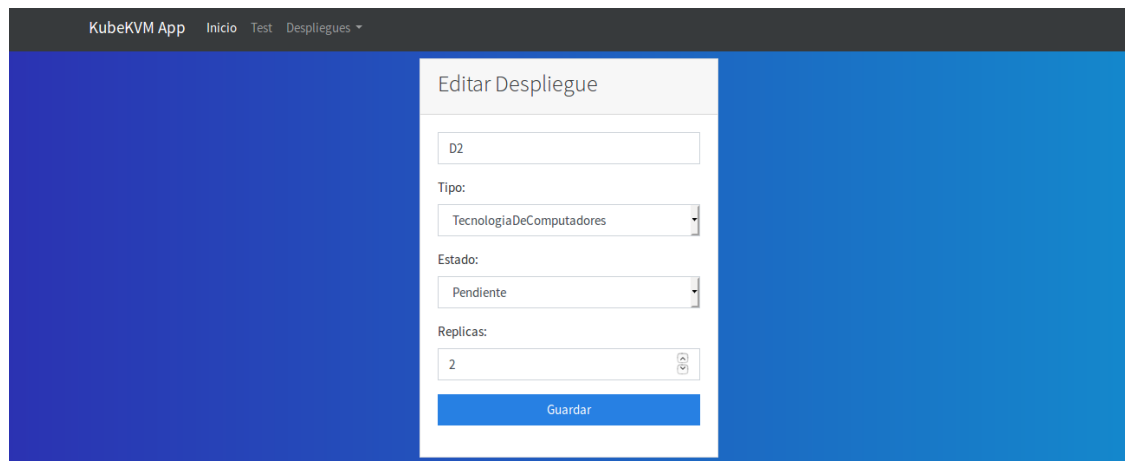 KubeKVM App Inicio Test Despliegues
Editar Despliegue
D2
Tipo:
TecnologiaDeComputadores
Estado:
Pendiente
Replicas:
2
Guardar